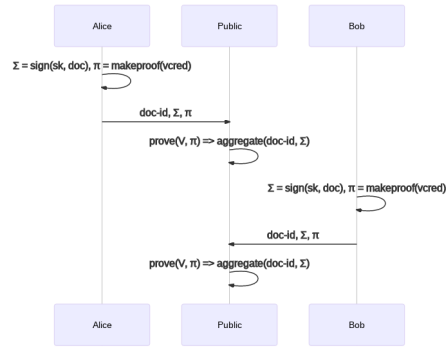 Alice
Public
Bob
Σ = sign(sk, doc), π = makeproof(vcred)
doc-id, Σ, π
prove(V, π) => aggregate(doc-id, Σ)
Σ = sign(sk, doc), π = makeproof(vcred)
doc-id, Σ, π
prove(V, π) => aggregate(doc-id, Σ)
Alice
Public
Bob